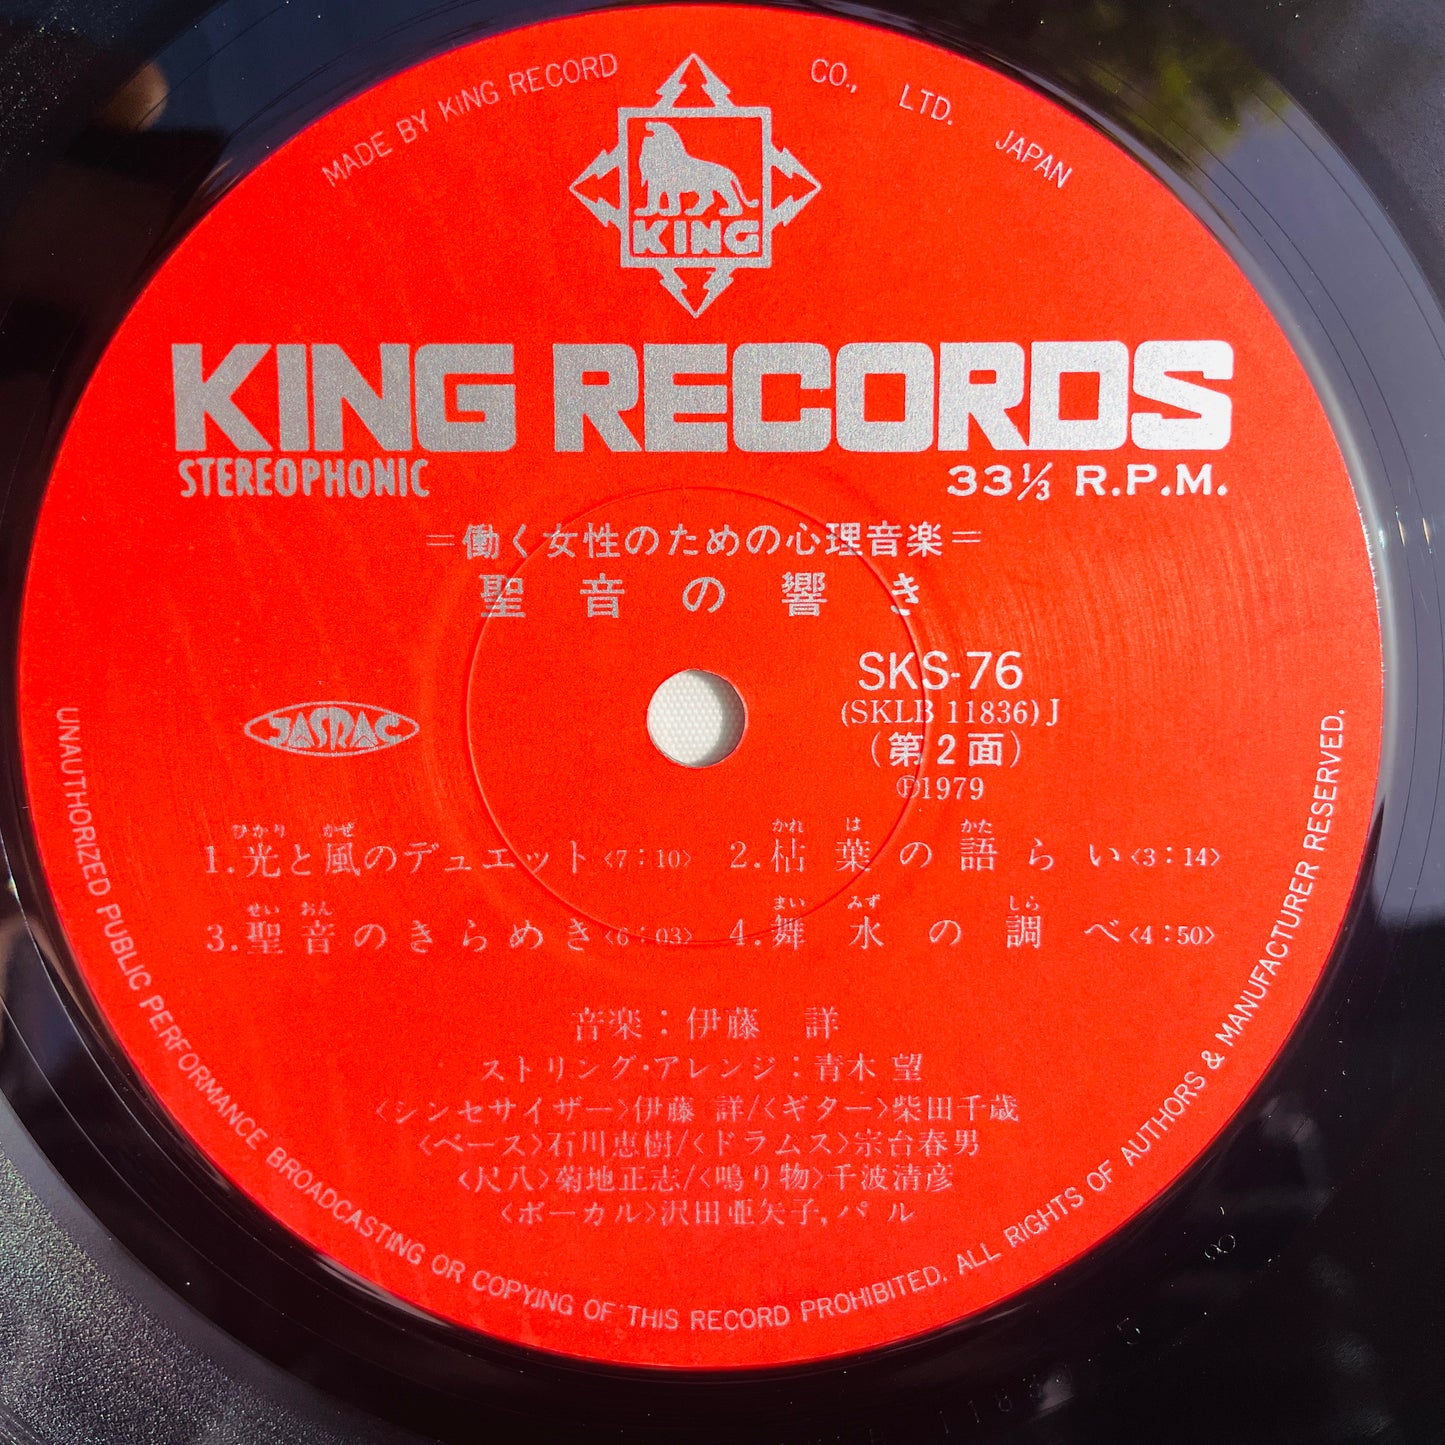 MADE BY KING RECORD CO., LTD. JAPAN
KING
KING RECORDS
STEREOPHONIC
33⅓ R.P.M.
=働く女性のための心理音楽=
聖音の響き
SKS-76
(SKLB 11836) J
(第2面)
Ⓟ1979
JASRAC
ひかり かぜ
1.光と風のデュエット〈7:10〉
かれ は かた
2.枯葉の語らい〈3:14〉
せい おん
3.聖音のきらめき〈6:03〉
まい みず しら
4.舞水の調べ〈4:50〉
音楽:伊藤 詳
ストリング・アレンジ:青木 望
〈シンセサイザー〉伊藤 詳/〈ギター〉柴田千歳
〈ベース〉石川恵樹/〈ドラムス〉宗台春男
〈尺八〉菊地正志/〈鳴り物〉千波清彦
〈ボーカル〉沢田亜矢子,パル
UNAUTHORIZED PUBLIC PERFORMANCE BROADCASTING OR COPYING OF THIS RECORD PROHIBITED. ALL RIGHTS OF AUTHORS & MANUFACTURER RESERVED.